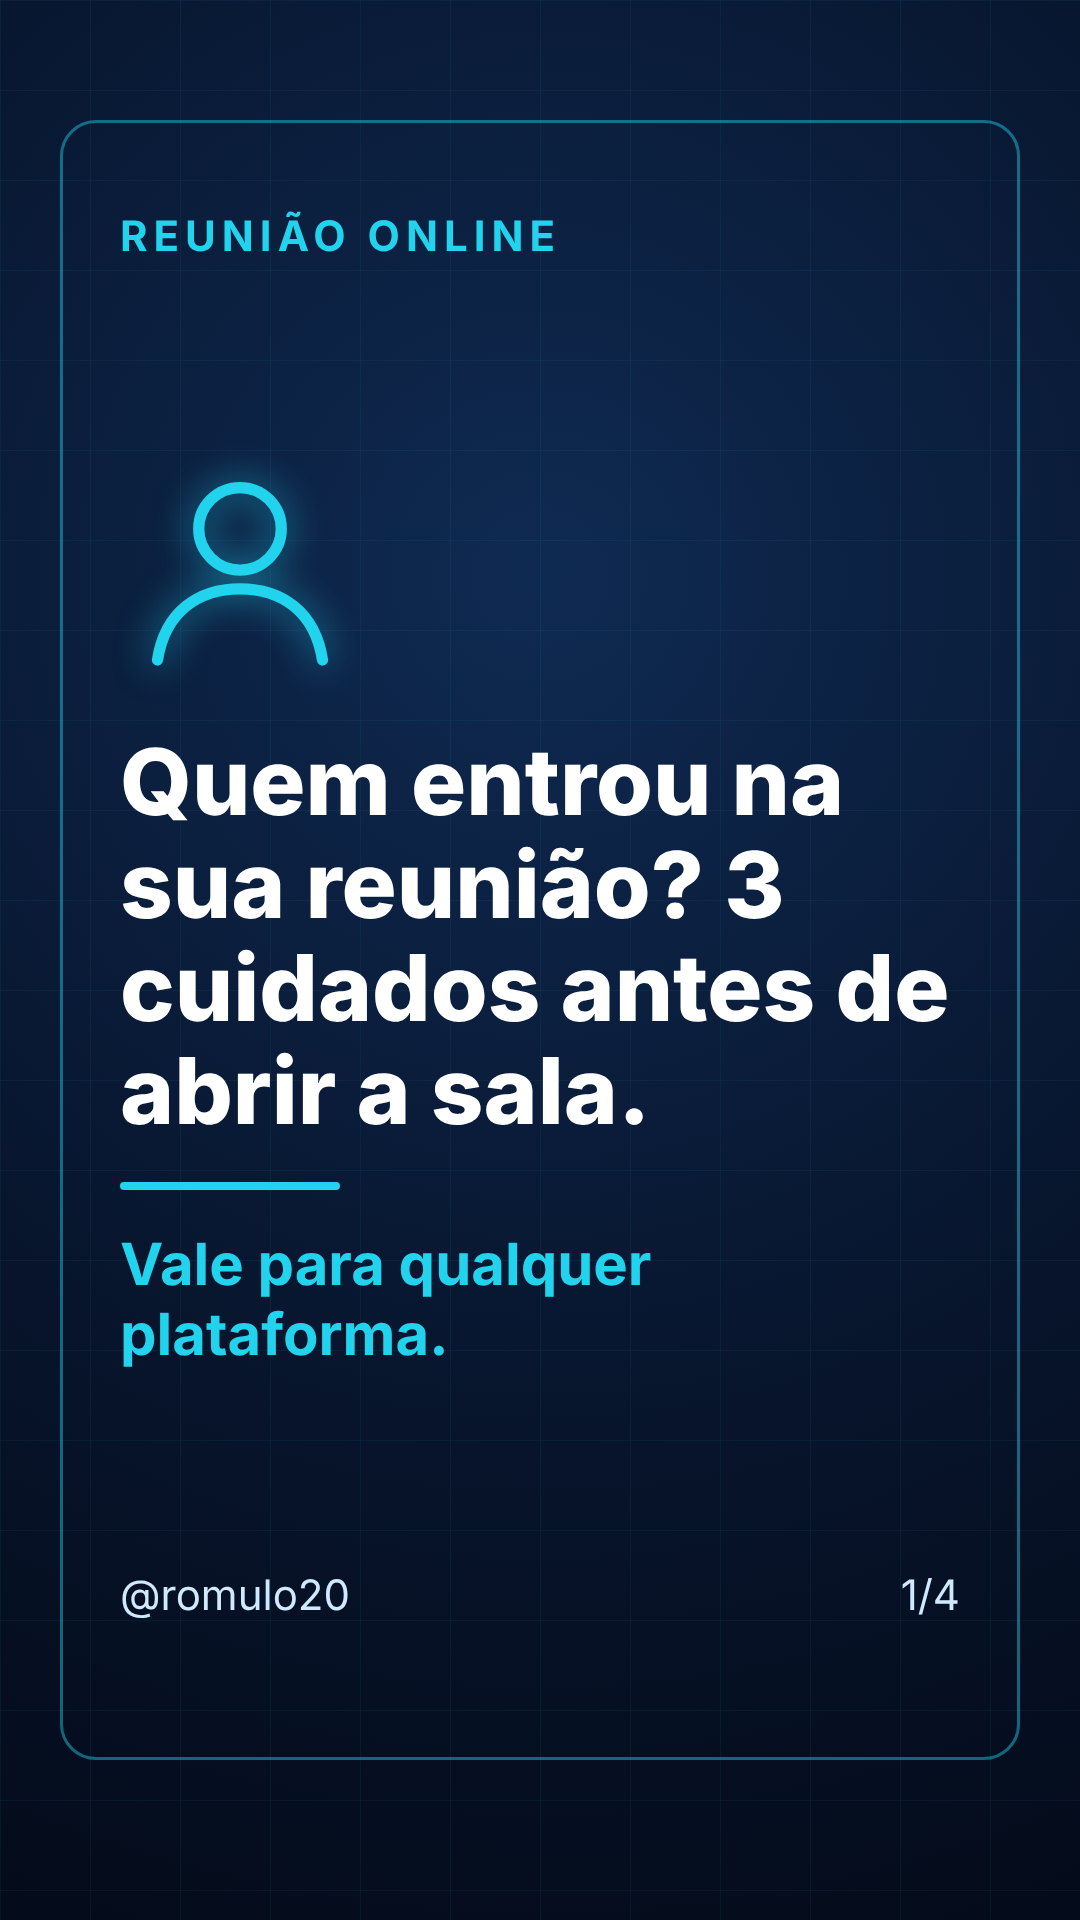 REUNIÃO ONLINE
Quem entrou na
sua reunião? 3
cuidados antes de
abrir a sala.
Vale para qualquer
plataforma.
@romulo20
1/4